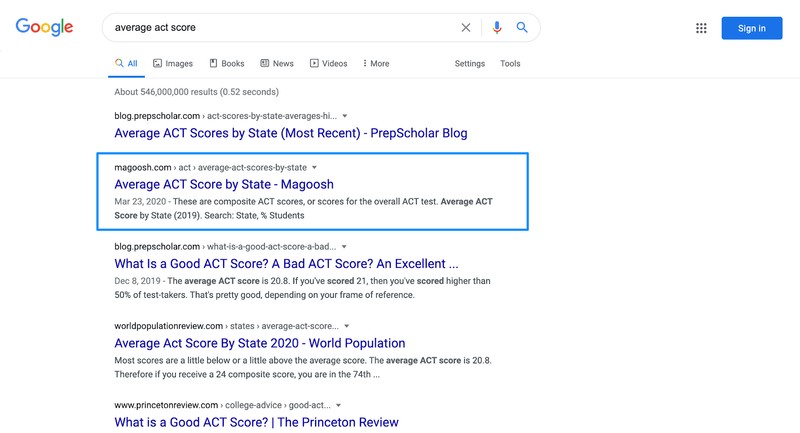 Google
average act score
Sign in
All Images Books News Videos More Settings Tools
About 546,000,000 results (0.52 seconds)
blog.prepscholar.com › act-scores-by-state-averages-hi...
Average ACT Scores by State (Most Recent) - PrepScholar Blog
magoosh.com › act › average-act-scores-by-state
Average ACT Score by State - Magoosh
Mar 23, 2020 - These are composite ACT scores, or scores for the overall ACT test. Average ACT
Score by State (2019). Search: State, % Students
blog.prepscholar.com › what-is-a-good-act-score-a-bad...
What Is a Good ACT Score? A Bad ACT Score? An Excellent ...
Dec 8, 2019 - The average ACT score is 20.8. If you've scored 21, then you've scored higher than
50% of test-takers. That's pretty good, depending on your frame of reference.
worldpopulationreview.com › states › average-act-score...
Average Act Score By State 2020 - World Population
Most scores are a little below or a little above the average score. The average ACT score is 20.8.
Therefore if you receive a 24 composite score, you are in the 74th ...
www.princetonreview.com › college-advice › good-act...
What is a Good ACT Score? | The Princeton Review